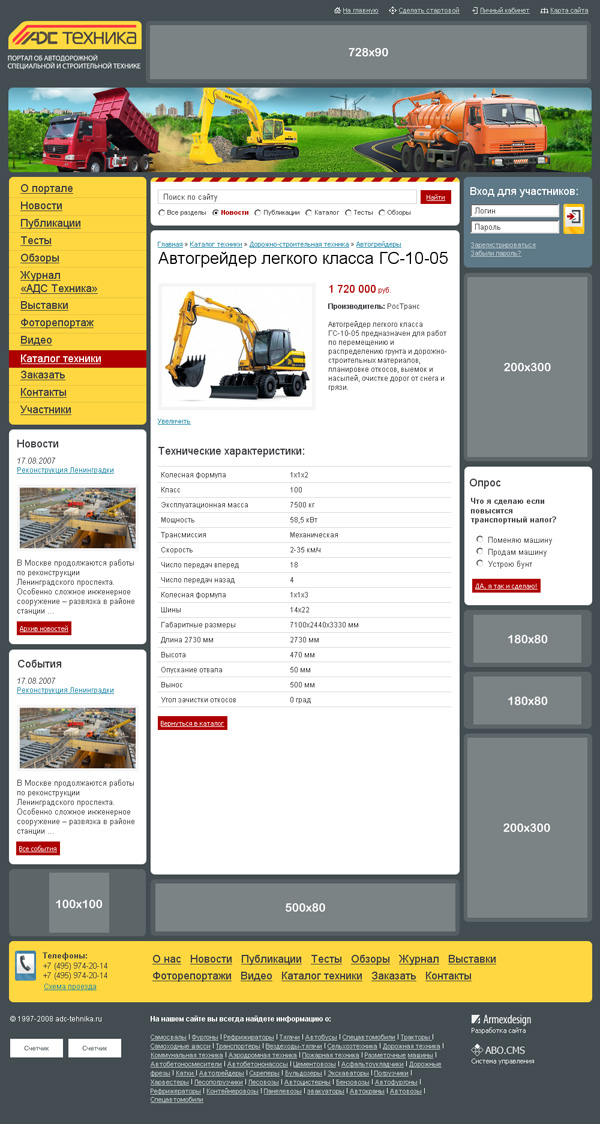 На главную Сделать стартовой Личный кабинет Карта сайта
АДС техника
ПОРТАЛ ОБ АВТОДОРОЖНОЙ
СПЕЦИАЛЬНОЙ И СТРОИТЕЛЬНОЙ ТЕХНИКЕ
728x90
HYUNDAI
О портале
Новости
Публикации
Тесты
Обзоры
Журнал
«АДС Техника»
Выставки
Фоторепортаж
Видео
Каталог техники
Заказать
Контакты
Участники
Новости
17.08.2007
Реконструкция Ленинградки
В Москве продолжаются работы
по реконструкции
Ленинградского проспекта.
Особенно сложное инженерное
сооружение – развязка в районе
станции ...
Архив новостей
События
17.08.2007
Реконструкция Ленинградки
В Москве продолжаются работы
по реконструкции
Ленинградского проспекта.
Особенно сложное инженерное
сооружение – развязка в районе
станции ...
Все события
100x100
Поиск по сайту
Найти
Все разделы Новости Публикации Каталог Тесты Обзоры
Главная » Каталог техники » Дорожно-строительная техника » Автогрейдеры
Автогрейдер легкого класса ГС-10-05
1 720 000 руб.
Производитель: РосТранс
Автогрейдер легкого класса
ГС-10-05 предназначен для работ
по перемещению и
распределению грунта и дорожно-
строительных материалов,
планировке откосов, выемок и
насыпей, очистке дорог от снега и
грязи.
Увеличить
Технические характеристики:
Колесная формула 1x1x2
Класс 100
Эксплуатационная масса 7500 кг
Мощность 58,5 кВт
Трансмиссия Механическая
Скорость 2-35 км/ч
Число передач вперед 18
Число передач назад 4
Колесная формула 1x1x3
Шины 14x22
Габаритные размеры 7100x2440x3330 мм
Длина 2730 мм 2730 мм
Высота 470 мм
Опускание отвала 50 мм
Вынос 500 мм
Угол зачистки откосов 0 град
Вернуться в каталог
500x80
Вход для участников:
Логин
Пароль
Зарегистрироваться
Забыли пароль?
200x300
Опрос
Что я сделаю если
повысится
транспортный налог?
Поменяю машину
Продам машину
Устрою бунт
ДА, я так и сделаю!
180x80
180x80
200x300
Телефоны:
+7 (495) 974-20-14
+7 (495) 974-20-14
Схема проезда
О нас Новости Публикации Тесты Обзоры Журнал Выставки
Фоторепортажи Видео Каталог техники Заказать Контакты
© 1997-2008 adc-tehnika.ru
Счетчик Счетчик
На нашем сайте вы всегда найдете информацию о:
Самосвалы | Фургоны | Рефрижираторы | Тягачи | Автобусы | Спецавтомобили | Тракторы |
Самоходные шасси | Транспортеры | Вездеходы-тягачи | Сельхозтехника | Дорожная техника |
Коммунальная техника | Аэродромная техника | Пожарная техника | Разметочные машины |
Автобетоносмесители | Автобетононасосы | Цементовозы | Асфальтоукладчики | Дорожные
фрезы | Катки | Автогрейдеры | Скреперы | Бульдозеры | Экскаваторы | Погрузчики |
Харвестеры | Лесопогрузчики | Лесовозы | Автоцистерны | Бензовозы | Автофургоны |
Рефрижераторы | Контейнеровозы | Панелевозы | эвакуаторы | Автокраны | Автовозы |
Спецавтомобили
Armexdesign
Разработка сайта
ABO.CMS
Система управления